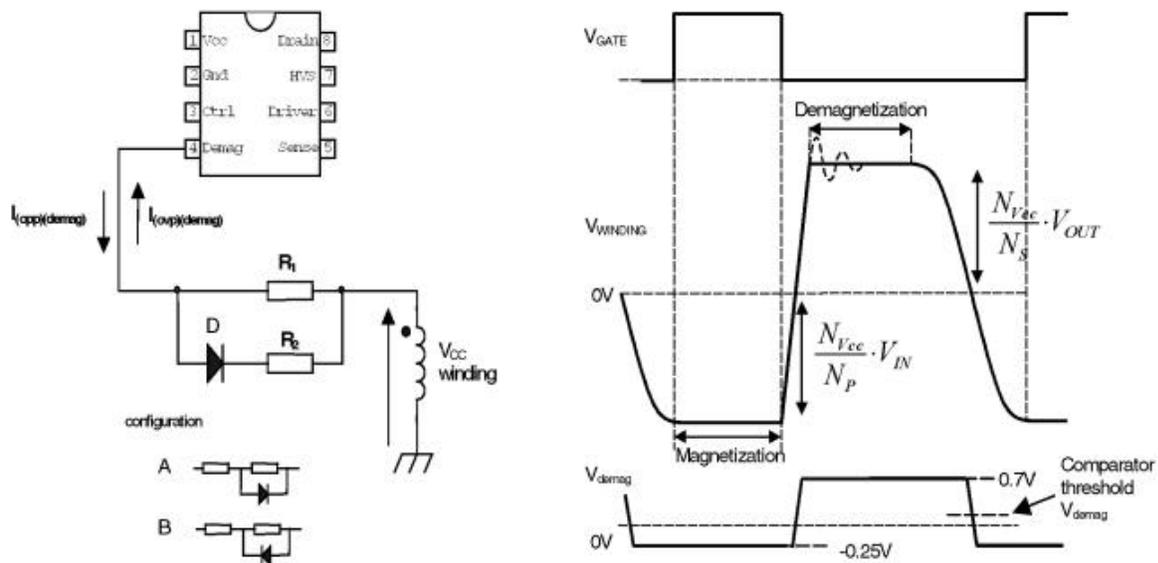 1 Vcc Drain 8
2 Gnd HVS 7
3 Ctrl Driver 6
4 Demag Sense 5
I(opp)(demag)
I(ovp)(demag)
R1
D
R2
VCC
winding
configuration
A
B
VGATE
Demagnetization
VWINDING
NVcc/NS · VOUT
0V
NVcc/NP · VIN
Magnetization
Vdemag
0.7V
Comparator
threshold
Vdemag
0V
-0.25V